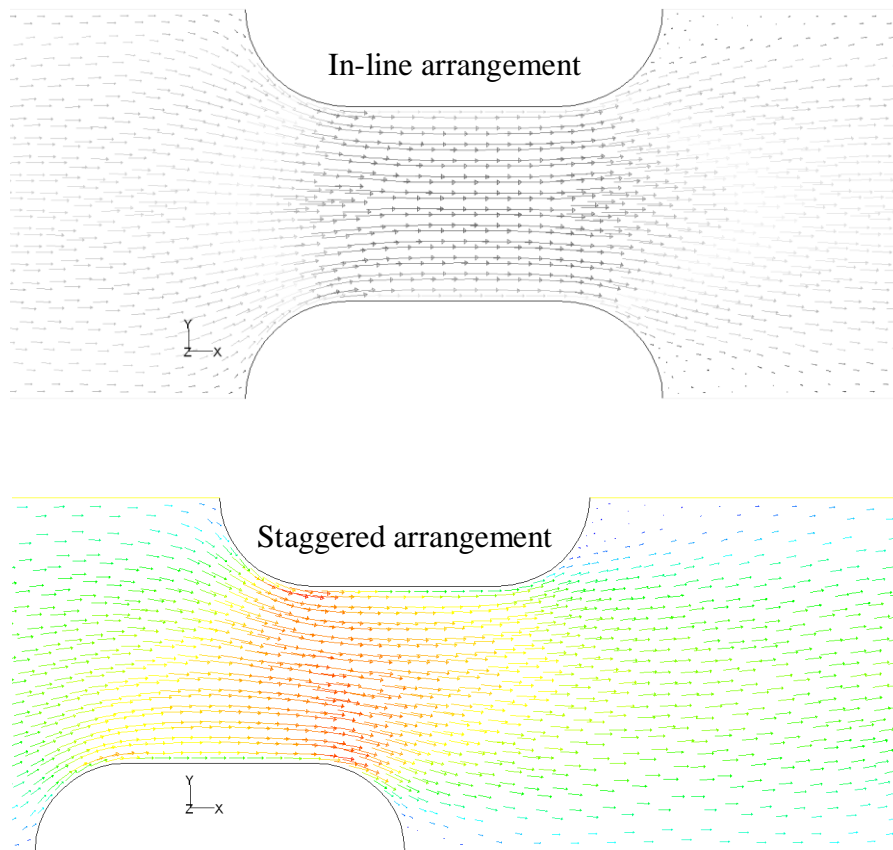 In-line arrangement
Y
Z X
Staggered arrangement
Y
Z X